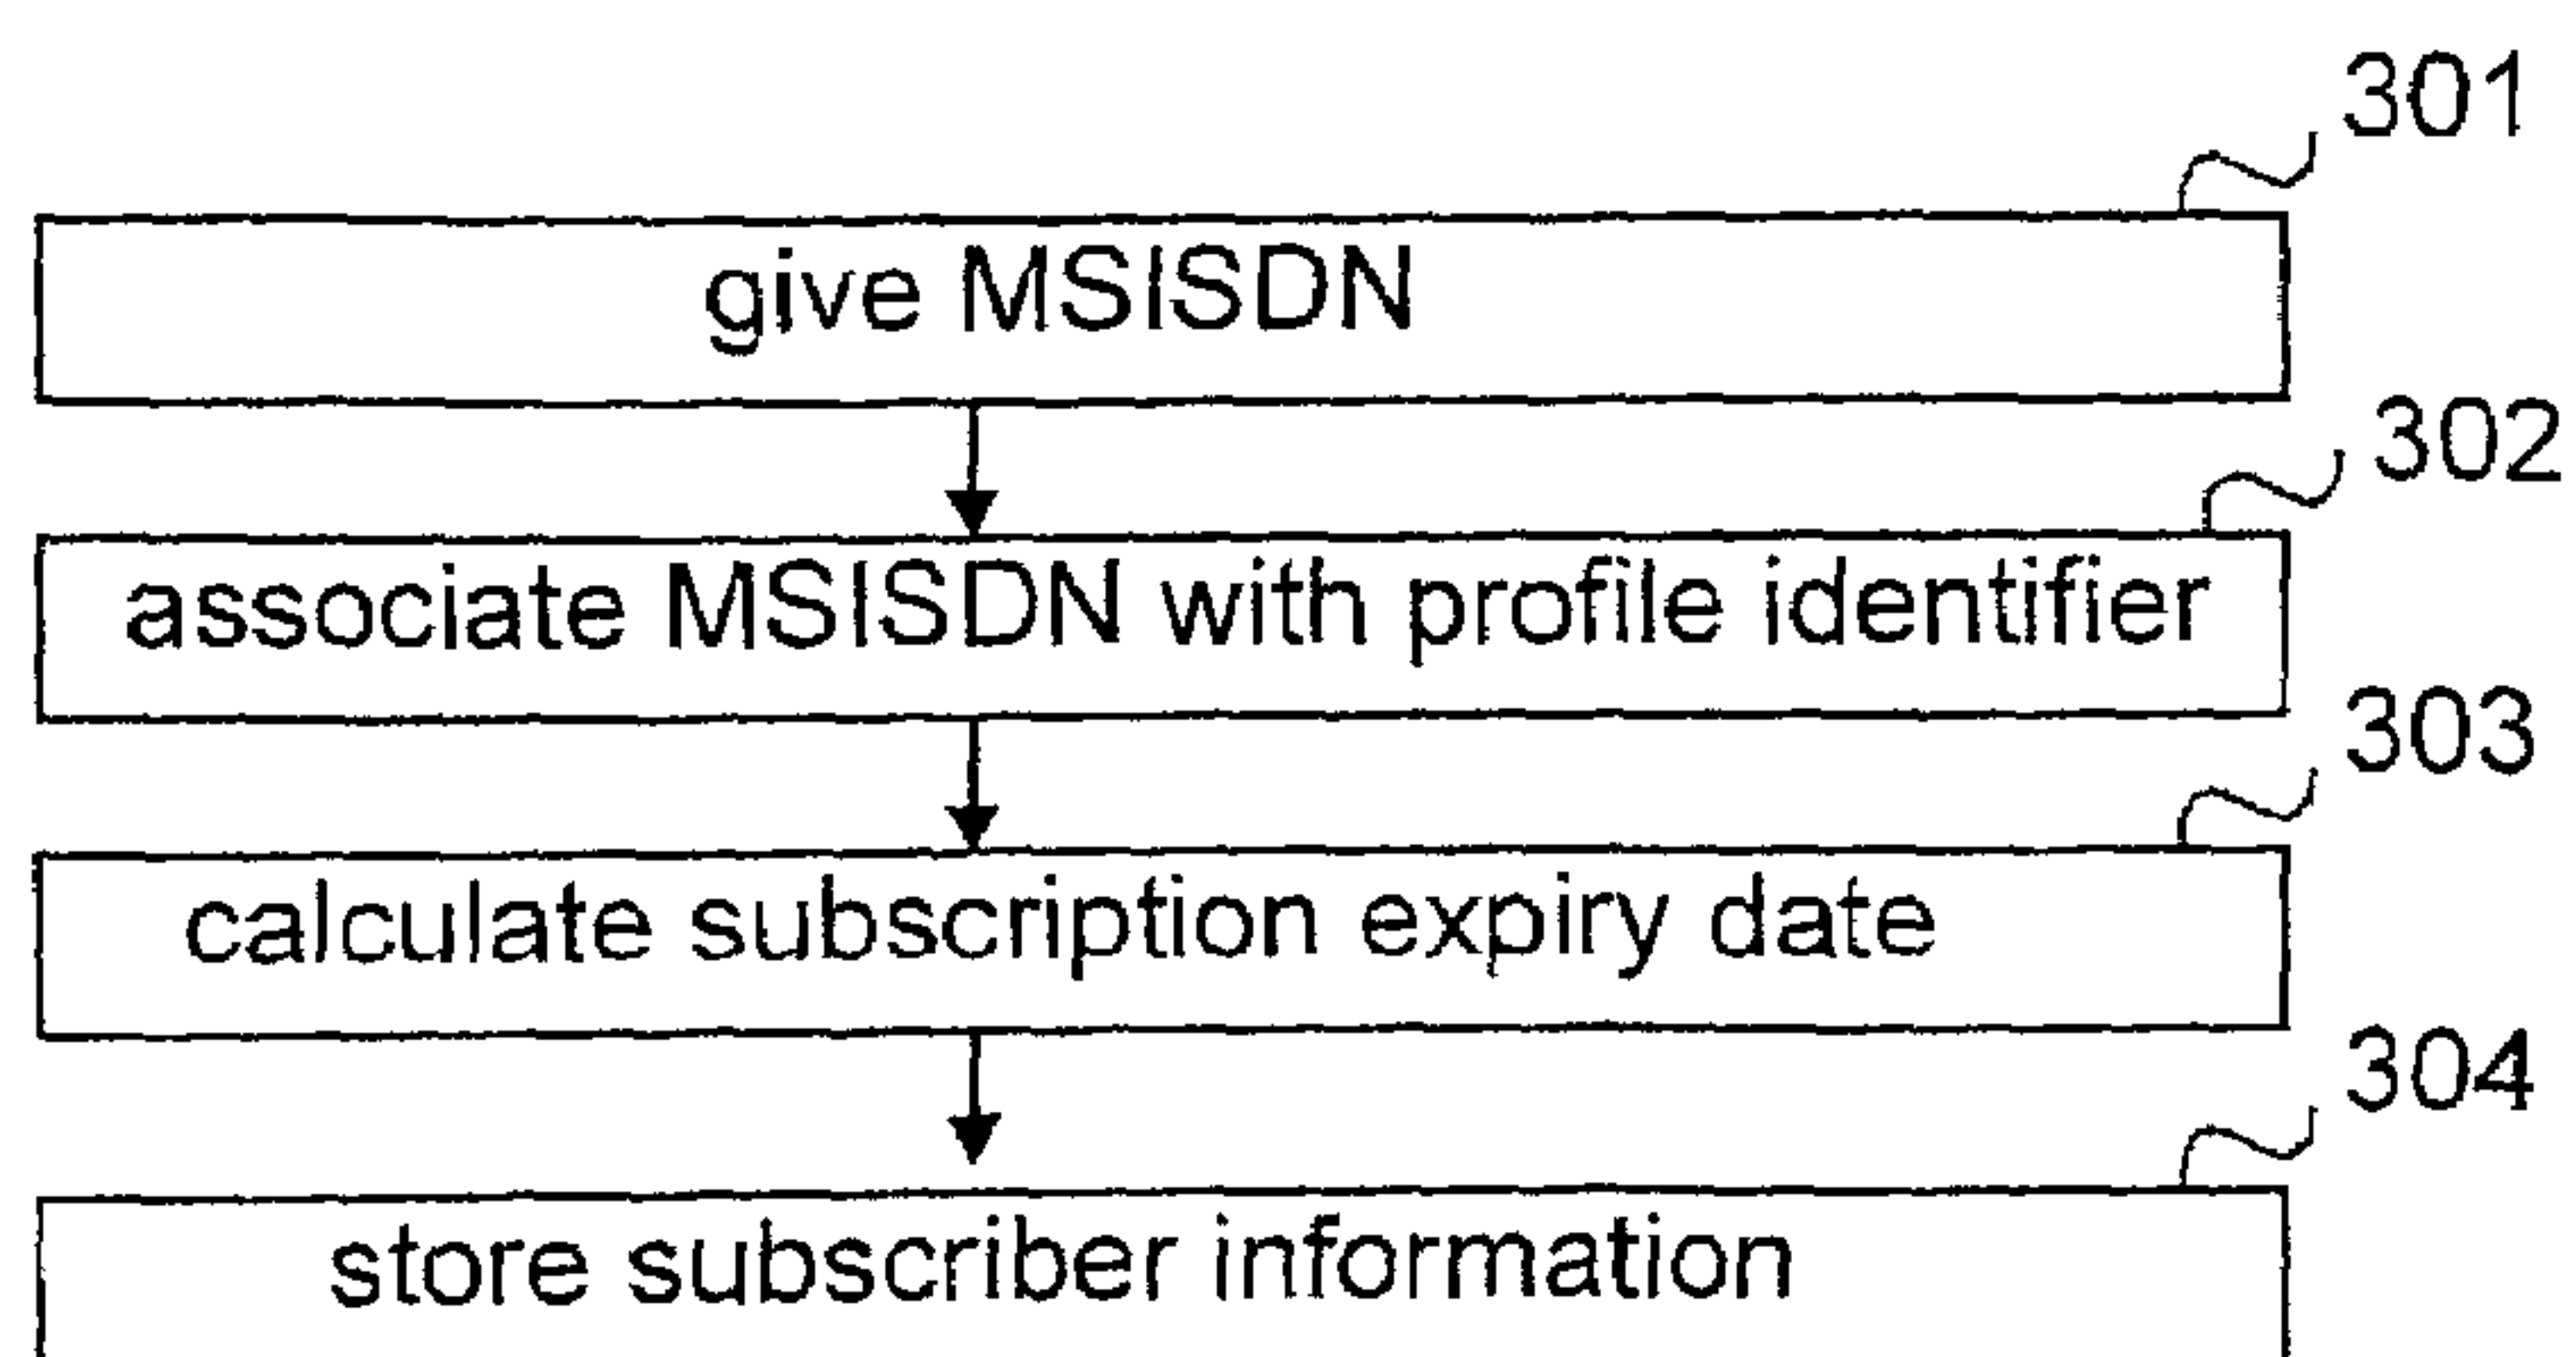 301
give MSISDN
302
associate MSISDN with profile identifier
303
calculate subscription expiry date
304
store subscriber information